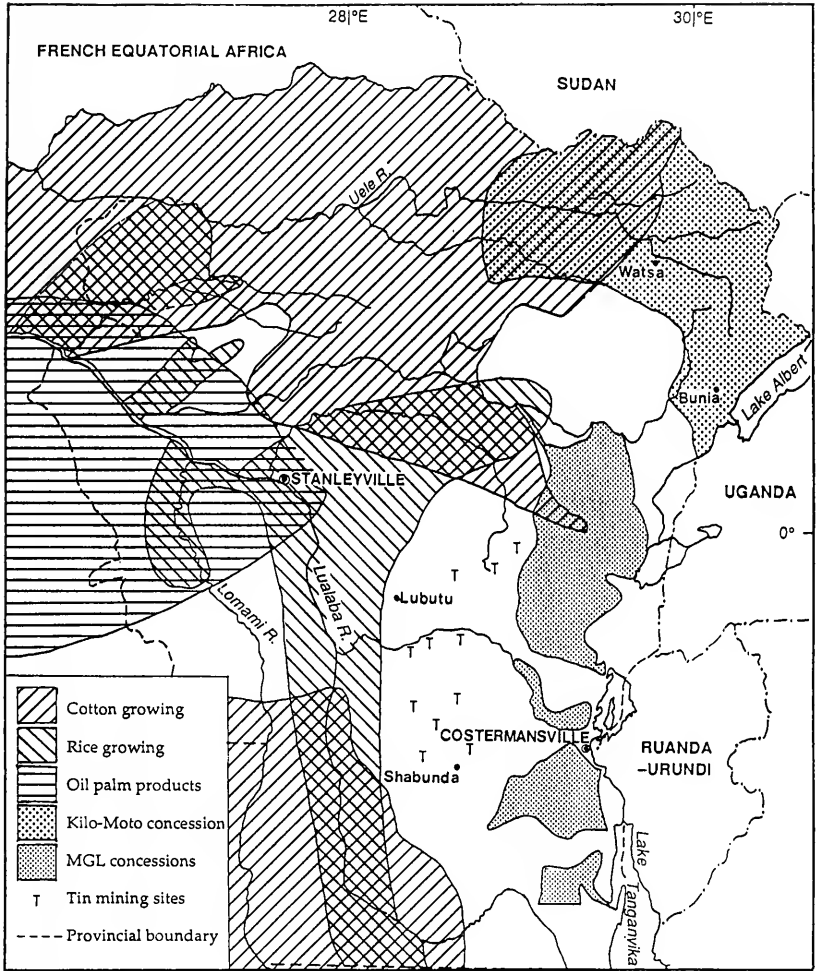 28°E
30°E
FRENCH EQUATORIAL AFRICA
SUDAN
Uele R.
Watsa
Bunia
Lake Albert
STANLEYVILLE
UGANDA
0°
Lubutu
Lomami R.
Lualaba R.
T
T
T
T
T
T
T
T
T
T
T
COSTERMANSVILLE
Shabunda
RUANDA
–URUNDI
Lake
Tanganvika
Cotton growing
Rice growing
Oil palm products
Kilo-Moto concession
MGL concessions
T Tin mining sites
Provincial boundary